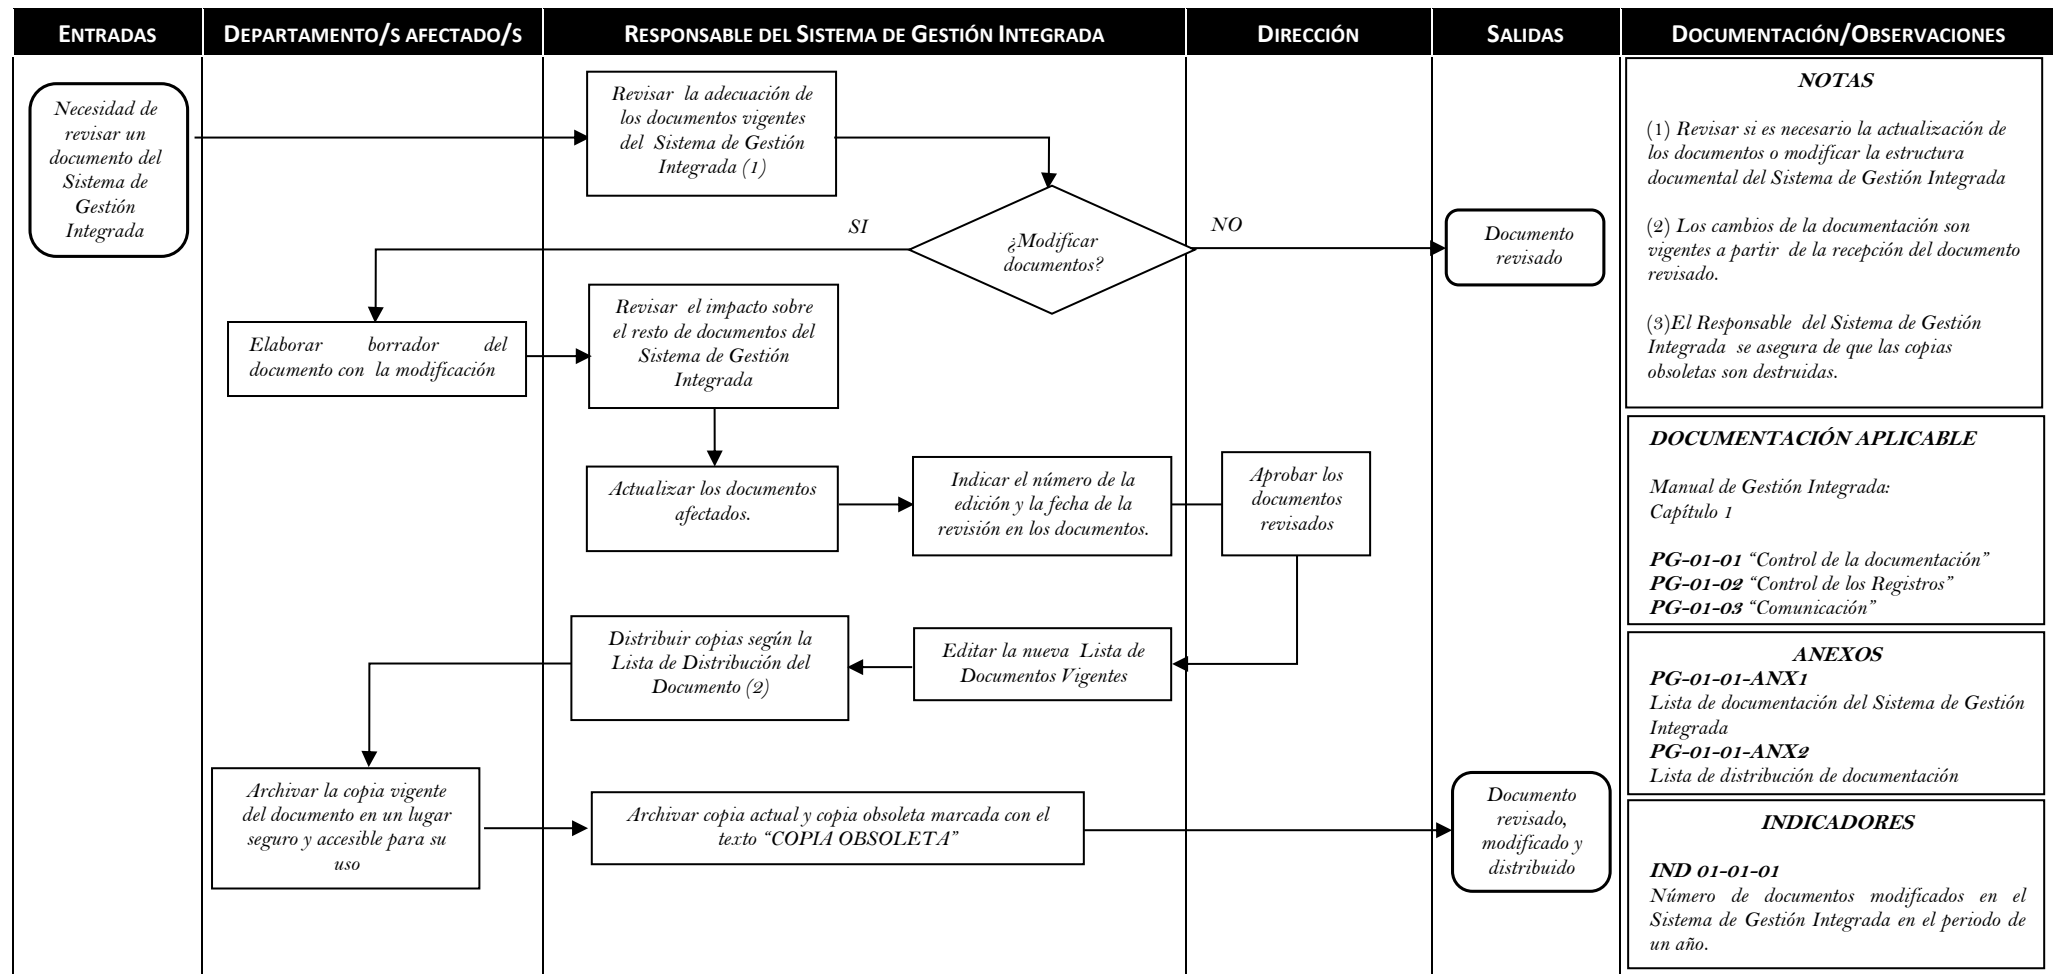 ENTRADAS
DEPARTAMENTO/S AFECTADO/S
RESPONSABLE DEL SISTEMA DE GESTIÓN INTEGRADA
DIRECCIÓN
SALIDAS
DOCUMENTACIÓN/OBSERVACIONES
Necesidad de
revisar un
documento del
Sistema de
Gestión
Integrada
Revisar la adecuación de
los documentos vigentes
del Sistema de Gestión
Integrada (1)
¿Modificar
documentos?
SI
NO
Documento
revisado
Elaborar borrador del
documento con la modificación
Revisar el impacto sobre
el resto de documentos del
Sistema de Gestión
Integrada
Actualizar los documentos
afectados.
Indicar el número de la
edición y la fecha de la
revisión en los documentos.
Aprobar los
documentos
revisados
Distribuir copias según la
Lista de Distribución del
Documento (2)
Editar la nueva Lista de
Documentos Vigentes
Archivar la copia vigente
del documento en un lugar
seguro y accesible para su
uso
Archivar copia actual y copia obsoleta marcada con el
texto “COPIA OBSOLETA”
Documento
revisado,
modificado y
distribuido
NOTAS
(1) Revisar si es necesario la actualización de
los documentos o modificar la estructura
documental del Sistema de Gestión Integrada
(2) Los cambios de la documentación son
vigentes a partir de la recepción del documento
revisado.
(3)El Responsable del Sistema de Gestión
Integrada se asegura de que las copias
obsoletas son destruidas.
DOCUMENTACIÓN APLICABLE
Manual de Gestión Integrada:
Capítulo 1
PG-01-01 “Control de la documentación”
PG-01-02 “Control de los Registros”
PG-01-03 “Comunicación”
ANEXOS
PG-01-01-ANX1
Lista de documentación del Sistema de Gestión
Integrada
PG-01-01-ANX2
Lista de distribución de documentación
INDICADORES
IND 01-01-01
Número de documentos modificados en el
Sistema de Gestión Integrada en el periodo de
un año.